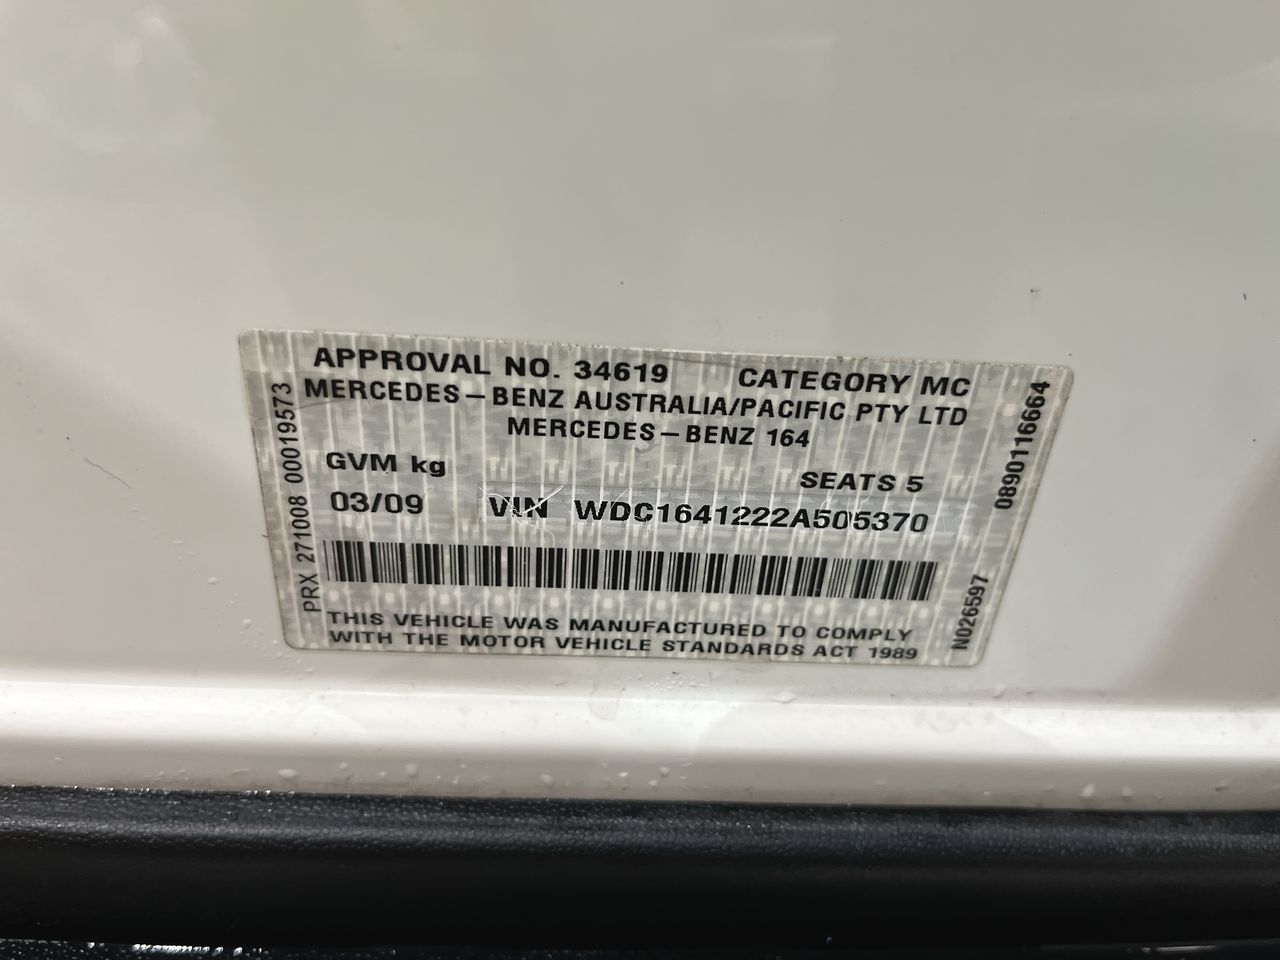 APPROVAL NO. 34619 CATEGORY MC
MERCEDES-BENZ AUSTRALIA/PACIFIC PTY LTD
MERCEDES-BENZ 164
GVM kg SEATS 5
03/09 VIN WDC1641222A505370
THIS VEHICLE WAS MANUFACTURED TO COMPLY
WITH THE MOTOR VEHICLE STANDARDS ACT 1989
PRX 271008 00019573
0890116664
N026597